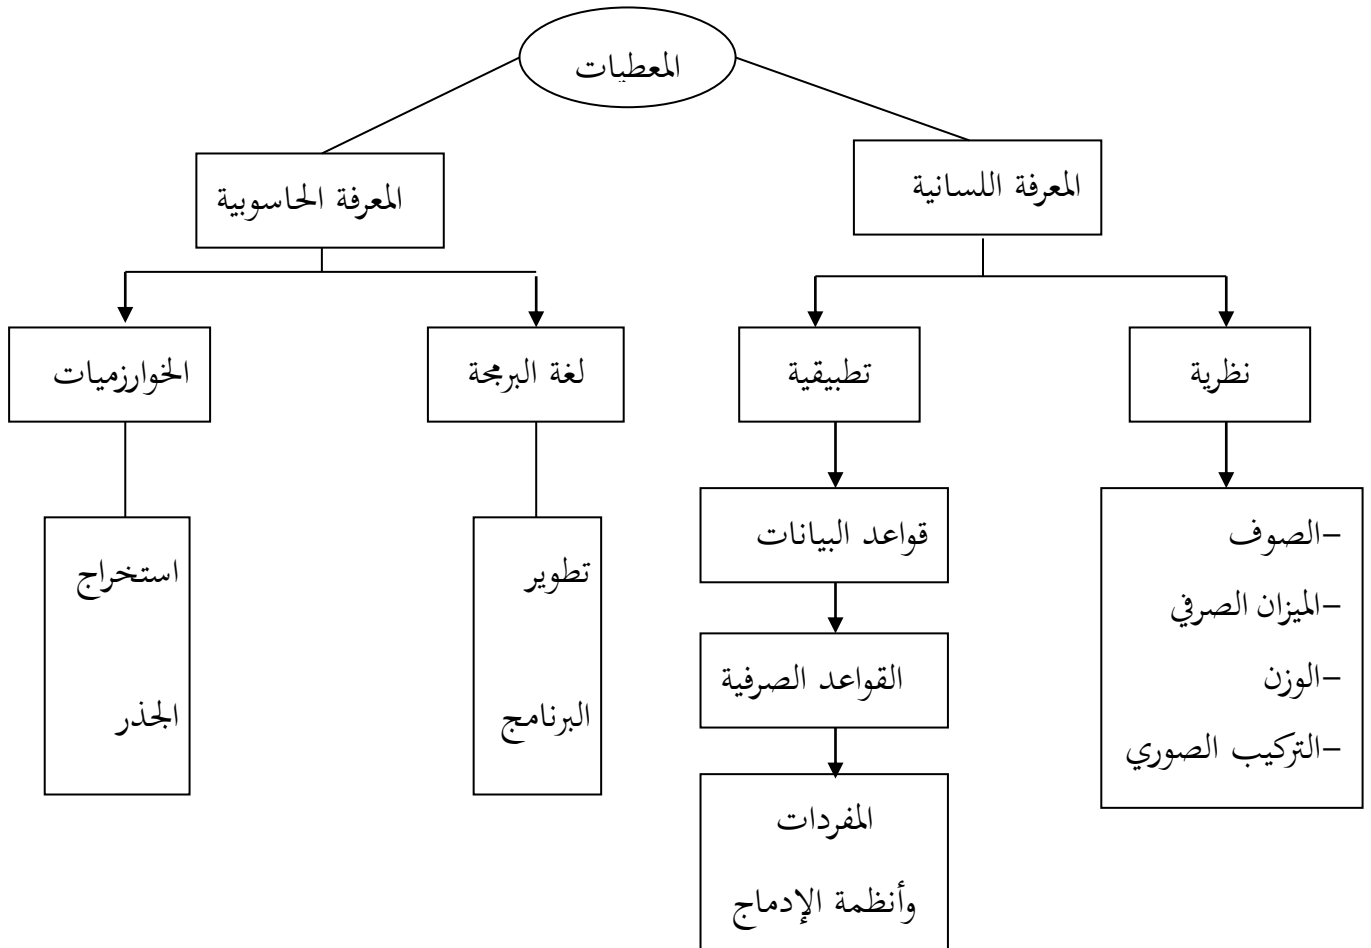 المعطيات
المعرفة اللسانية
المعرفة الحاسوبية
نظرية
تطبيقية
لغة البرمجة
الخوارزميات
-الصوف
-الميزان الصرفي
-الوزن
-التركيب الصوري
قواعد البيانات
القواعد الصرفية
المفردات
وأنظمة الإدماج
تطوير
البرنامج
استخراج
الجذر